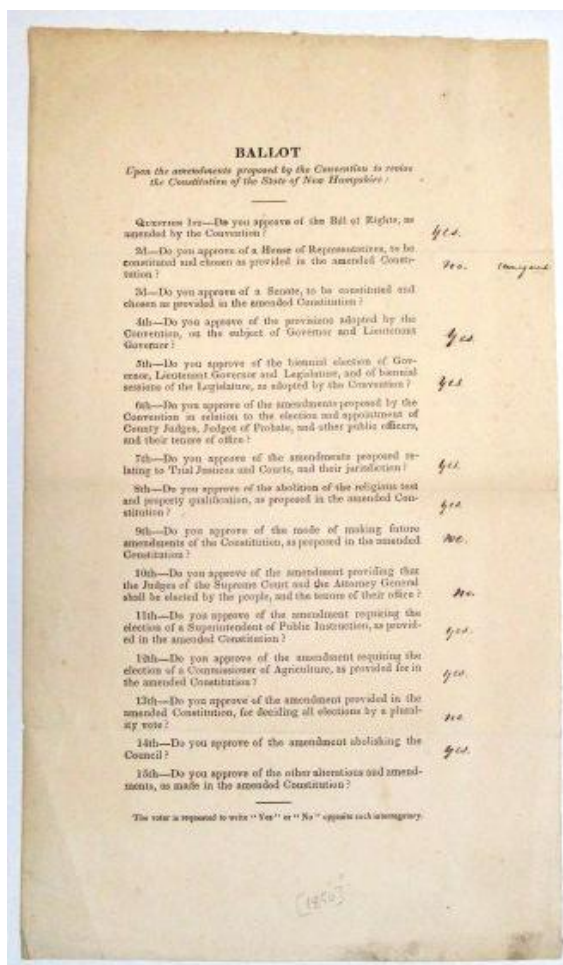 BALLOT
Upon the amendments proposed by the Convention to revise
the Constitution of the State of New Hampshire:
QUESTION 1st—Do you approve of the Bill of Rights, as
amended by the Convention? yes.
2d—Do you approve of a House of Representatives, to be
constituted and chosen as provided in the amended Consti-
tution? no.
3d—Do you approve of a Senate, to be constituted and
chosen as provided in the amended Constitution?
4th—Do you approve of the provisions adopted by the
Convention, on the subject of Governor and Lieutenant
Governor? Yes
5th—Do you approve of the biennial election of Gov-
ernor, Lieutenant Governor and Legislature, and of biennial
sessions of the Legislature, as adopted by the Convention? yes
6th—Do you approve of the amendments proposed by the
Convention in relation to the election and appointment of
County Judges, Judges of Probate, and other public officers,
and their tenure of office?
7th—Do you approve of the amendments proposed re-
lating to Trial Justices and Courts, and their jurisdiction? yes.
8th—Do you approve of the abolition of the religious test
and property qualification, as proposed in the amended Con-
stitution? yes
9th—Do you approve of the mode of making future
amendments of the Constitution, as proposed in the amended
Constitution? no.
10th—Do you approve of the amendment providing that
the Judges of the Supreme Court and the Attorney General
shall be elected by the people, and the tenure of their office? no.
11th—Do you approve of the amendment requiring the
election of a Superintendent of Public Instruction, as provid-
ed in the amended Constitution? yes.
12th—Do you approve of the amendment requiring the
election of a Commissioner of Agriculture, as provided for in
the amended Constitution? yes.
13th—Do you approve of the amendment provided in the
amended Constitution, for deciding all elections by a plural-
ity vote? no
14th—Do you approve of the amendment abolishing the
Council? yes.
15th—Do you approve of the other alterations and amend-
ments, as made in the amended Constitution?
The voter is requested to write "Yes" or "No" opposite each interrogatory.
[1850]